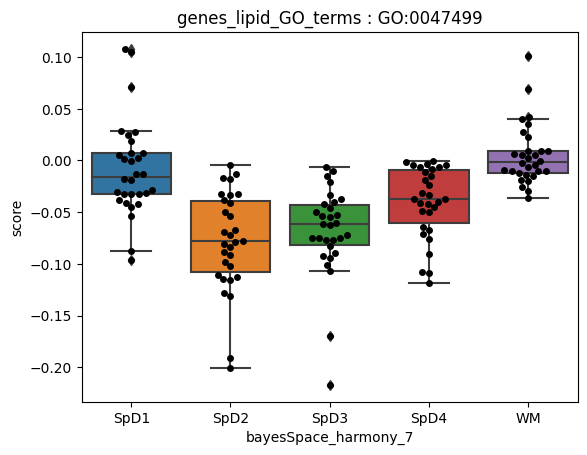 genes_lipid_GO_terms : GO:0047499
0.10
0.05
0.00
−0.05
−0.10
−0.15
−0.20
score
SpD1 SpD2 SpD3 SpD4 WM
bayesSpace_harmony_7